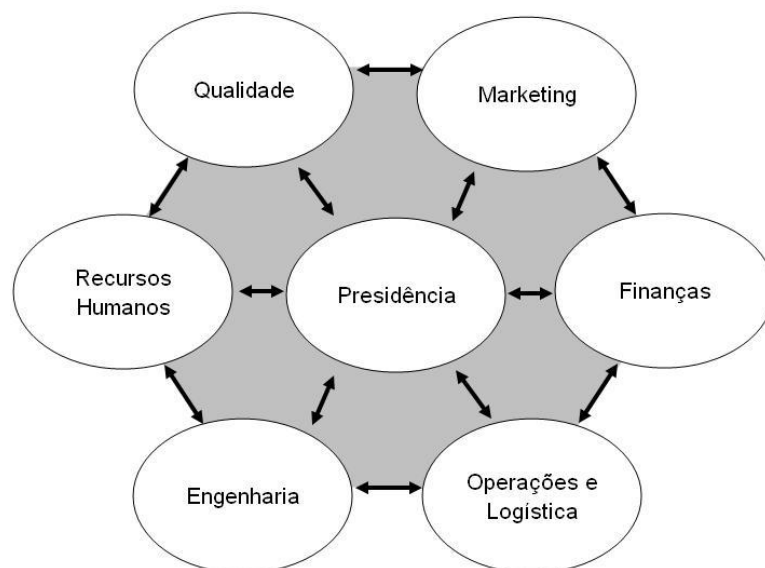 Qualidade
Marketing
Recursos
Humanos
Presidência
Finanças
Engenharia
Operações e
Logística